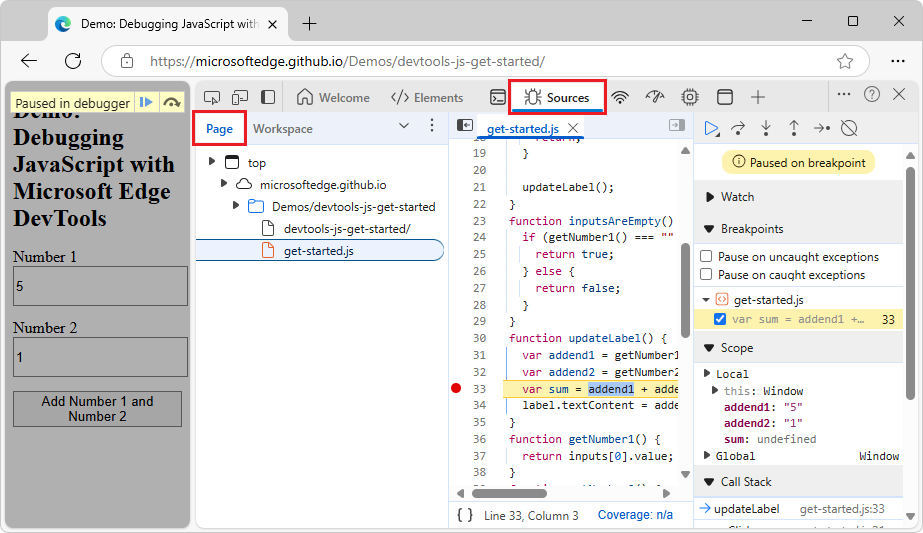 Demo: Debugging JavaScript with
https://microsoftedge.github.io/Demos/devtools-js-get-started/
Paused in debugger
Demo:
Debugging
JavaScript with
Microsoft Edge
DevTools
Number 1
5
Number 2
1
Add Number 1 and
Number 2
Welcome
Elements
Sources
Page
Workspace
top
microsoftedge.github.io
Demos/devtools-js-get-started
devtools-js-get-started/
get-started.js
get-started.js
18 return;
19 }
20
21 updateLabel();
22 }
23 function inputsAreEmpty()
24 if (getNumber1() === ""
25 return true;
26 } else {
27 return false;
28 }
29 }
30 function updateLabel() {
31 var addend1 = getNumber1
32 var addend2 = getNumber2
33 var sum = addend1 + adde
34 label.textContent = adde
35 }
36 function getNumber1() {
37 return inputs[0].value;
38 }
{ } Line 33, Column 3 Coverage: n/a
Paused on breakpoint
Watch
Breakpoints
Pause on uncaught exceptions
Pause on caught exceptions
get-started.js
var sum = addend1 +… 33
Scope
Local
this: Window
addend1: "5"
addend2: "1"
sum: undefined
Global Window
Call Stack
updateLabel get-started.js:33